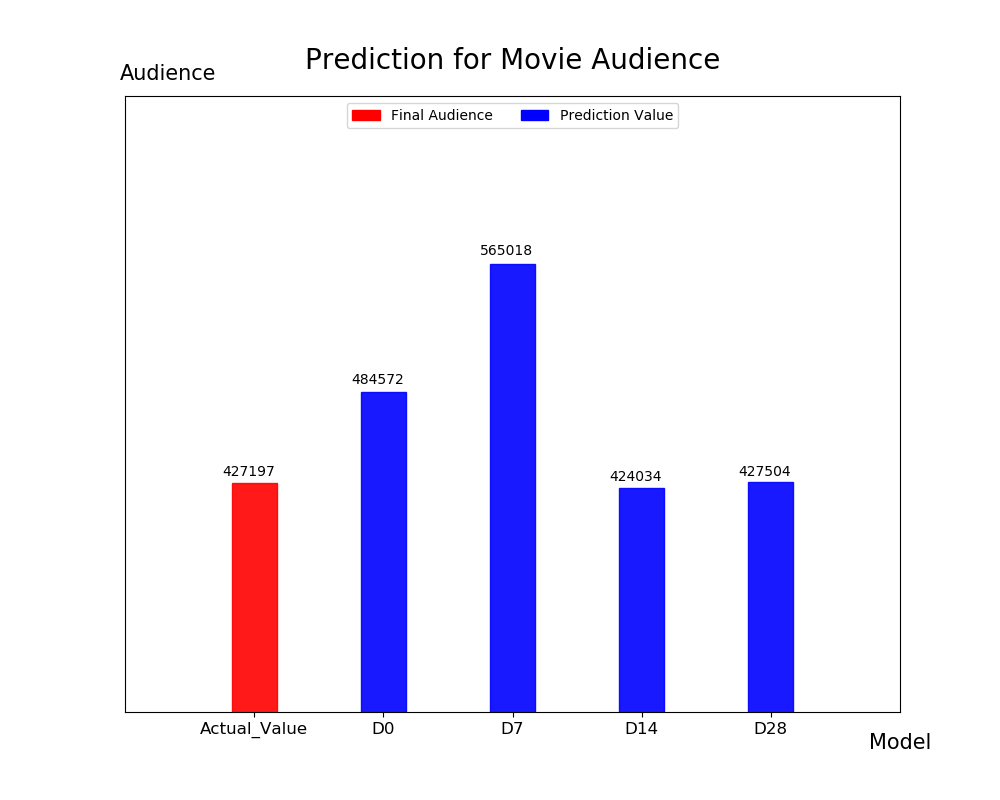 Prediction for Movie Audience
Audience
Final Audience
Prediction Value
565018
484572
427197
424034
427504
Actual_Value
D0
D7
D14
D28
Model